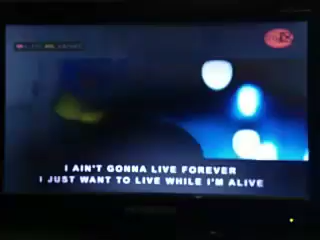 I AIN'T GONNA LIVE FOREVER
I JUST WANT TO LIVE WHILE I'M ALIVE